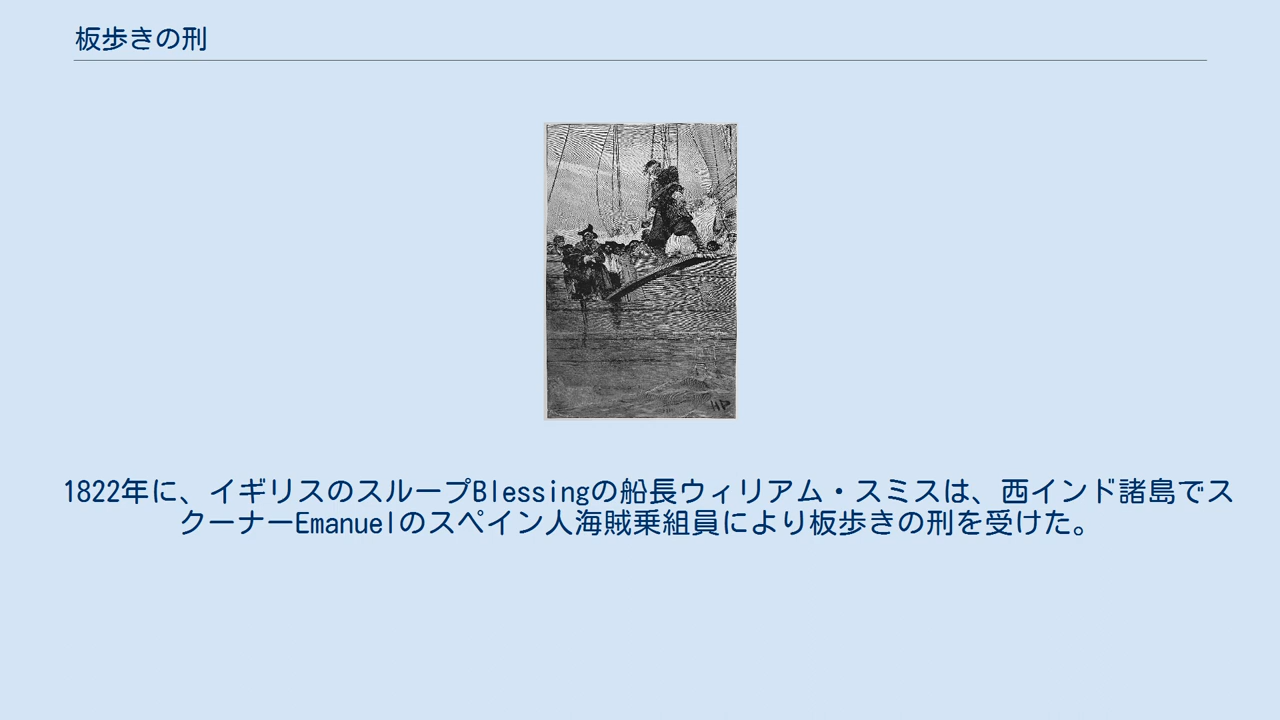 板歩きの刑
HP
1822年に、イギリスのスループBlessingの船長ウィリアム・スミスは、西インド諸島でス
クーナーEmanuelのスペイン人海賊乗組員により板歩きの刑を受けた。